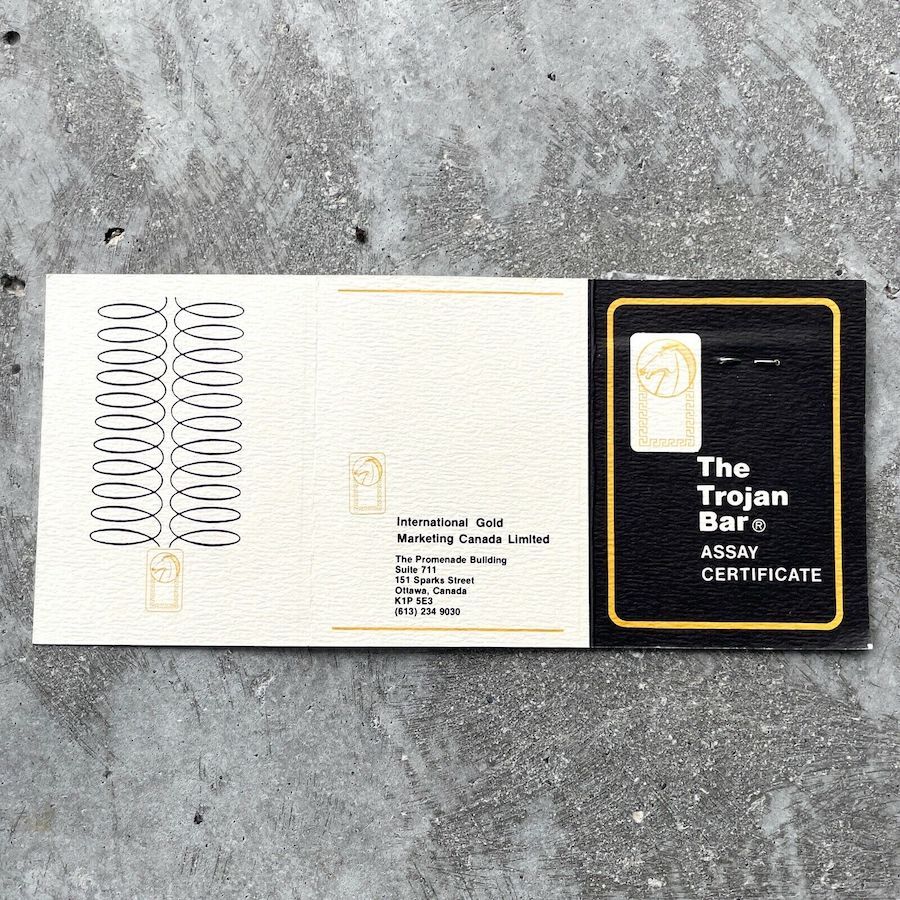 International Gold
Marketing Canada Limited
The Promenade Building
Suite 711
151 Sparks Street
Ottawa, Canada
K1P 5E3
(613) 234 9030
The
Trojan
Bar®
ASSAY
CERTIFICATE